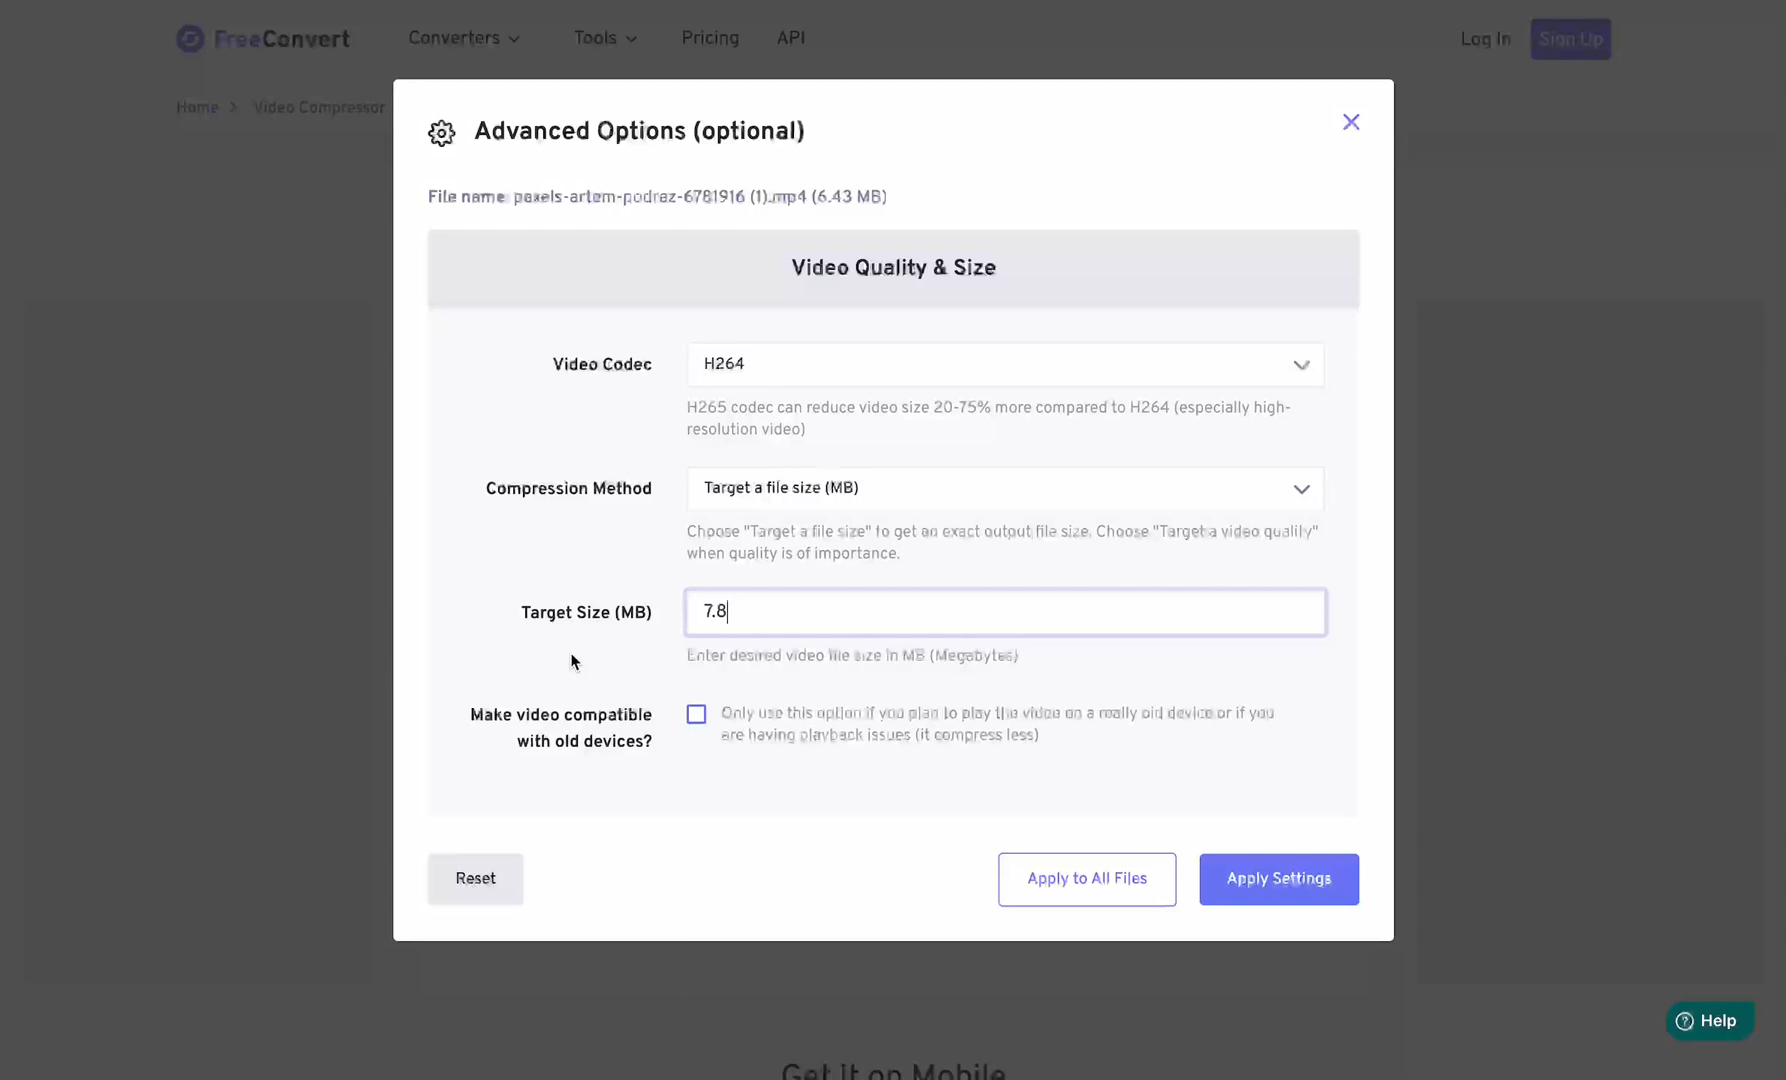 FreeConvert
Converters
Tools
Pricing
API
Log In
Sign Up
Home > Video Compressor
Advanced Options (optional)
File name pexels-artem-podrez-6781916 (1).mp4 (6.43 MB)
Video Quality & Size
Video Codec
H264
H265 codec can reduce video size 20-75% more compared to H264 (especially high-
resolution video)
Compression Method
Target a file size (MB)
Choose "Target a file size" to get an exact output file size. Choose "Target a video quality"
when quality is of importance.
Target Size (MB)
7.8
Enter desired video file size in MB (Megabytes)
Make video compatible
with old devices?
Only use this option if you plan to play the video on a really old device or if you
are having playback issues (it compress less)
Reset
Apply to All Files
Apply Settings
Help
Get it on Mobile